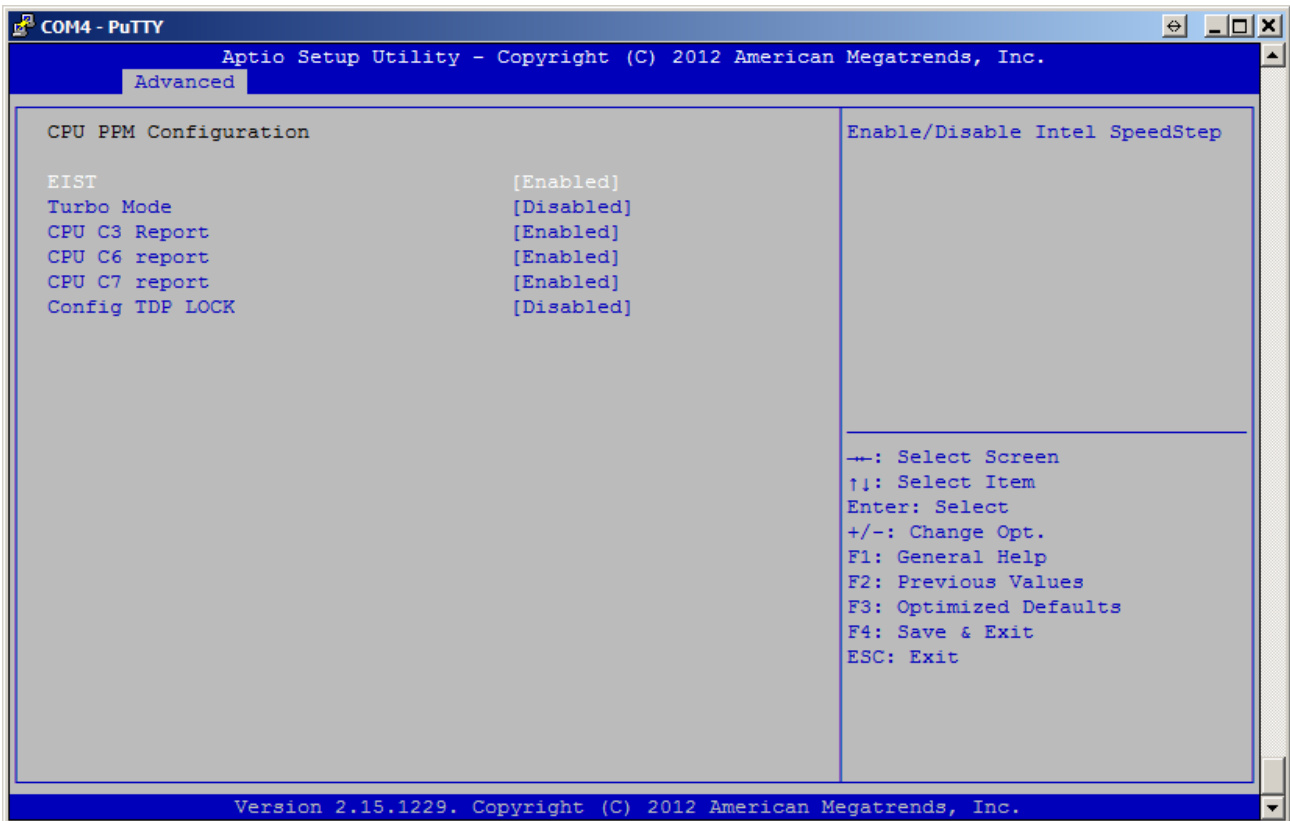 COM4 - PuTTY
Aptio Setup Utility - Copyright (C) 2012 American Megatrends, Inc.
Advanced
CPU PPM Configuration
EIST [Enabled]
Turbo Mode [Disabled]
CPU C3 Report [Enabled]
CPU C6 report [Enabled]
CPU C7 report [Enabled]
Config TDP LOCK [Disabled]
Enable/Disable Intel SpeedStep
→←: Select Screen
↑↓: Select Item
Enter: Select
+/-: Change Opt.
F1: General Help
F2: Previous Values
F3: Optimized Defaults
F4: Save & Exit
ESC: Exit
Version 2.15.1229. Copyright (C) 2012 American Megatrends, Inc.